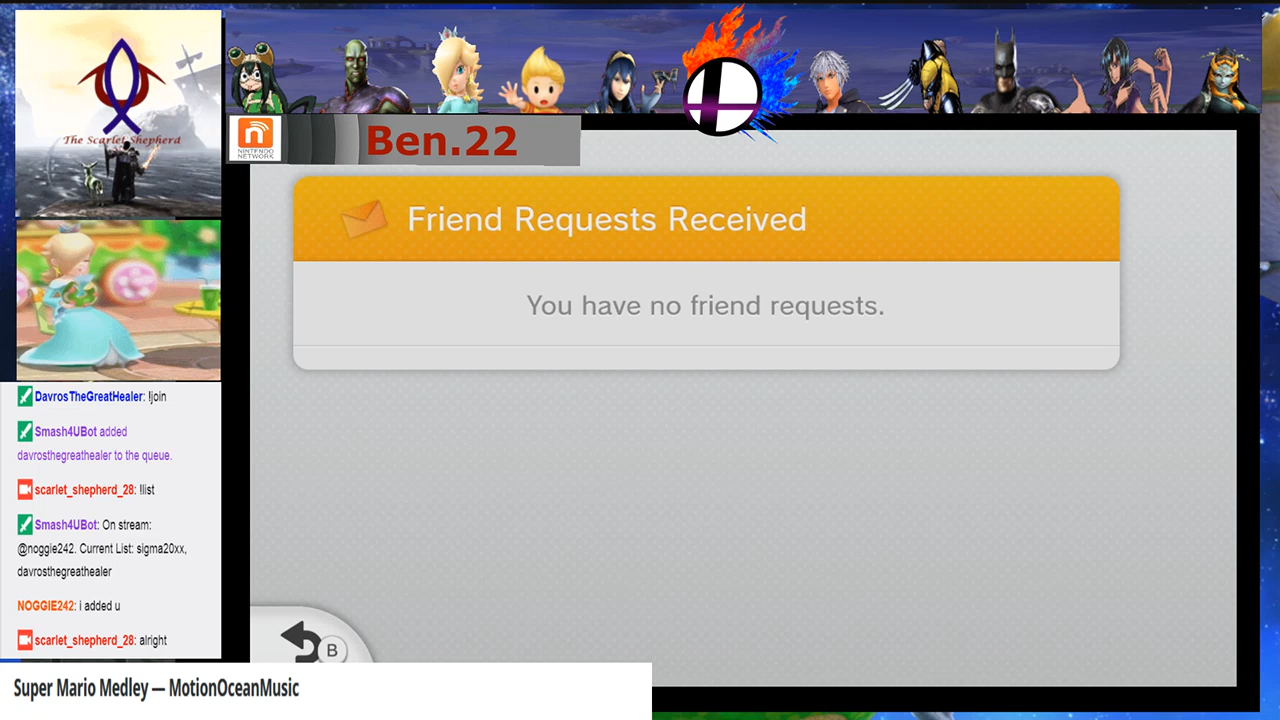 The Scarlet Shepherd
NINTENDO
NETWORK
Ben.22
Friend Requests Received
You have no friend requests.
DavrosTheGreatHealer: !join
Smash4UBot added
davrosthegreathealer to the queue.
scarlet_shepherd_28: !list
Smash4UBot: On stream:
@noggie242. Current List: sigma20xx,
davrosthegreathealer
NOGGIE242: i added u
scarlet_shepherd_28: alright
B
Super Mario Medley — MotionOceanMusic